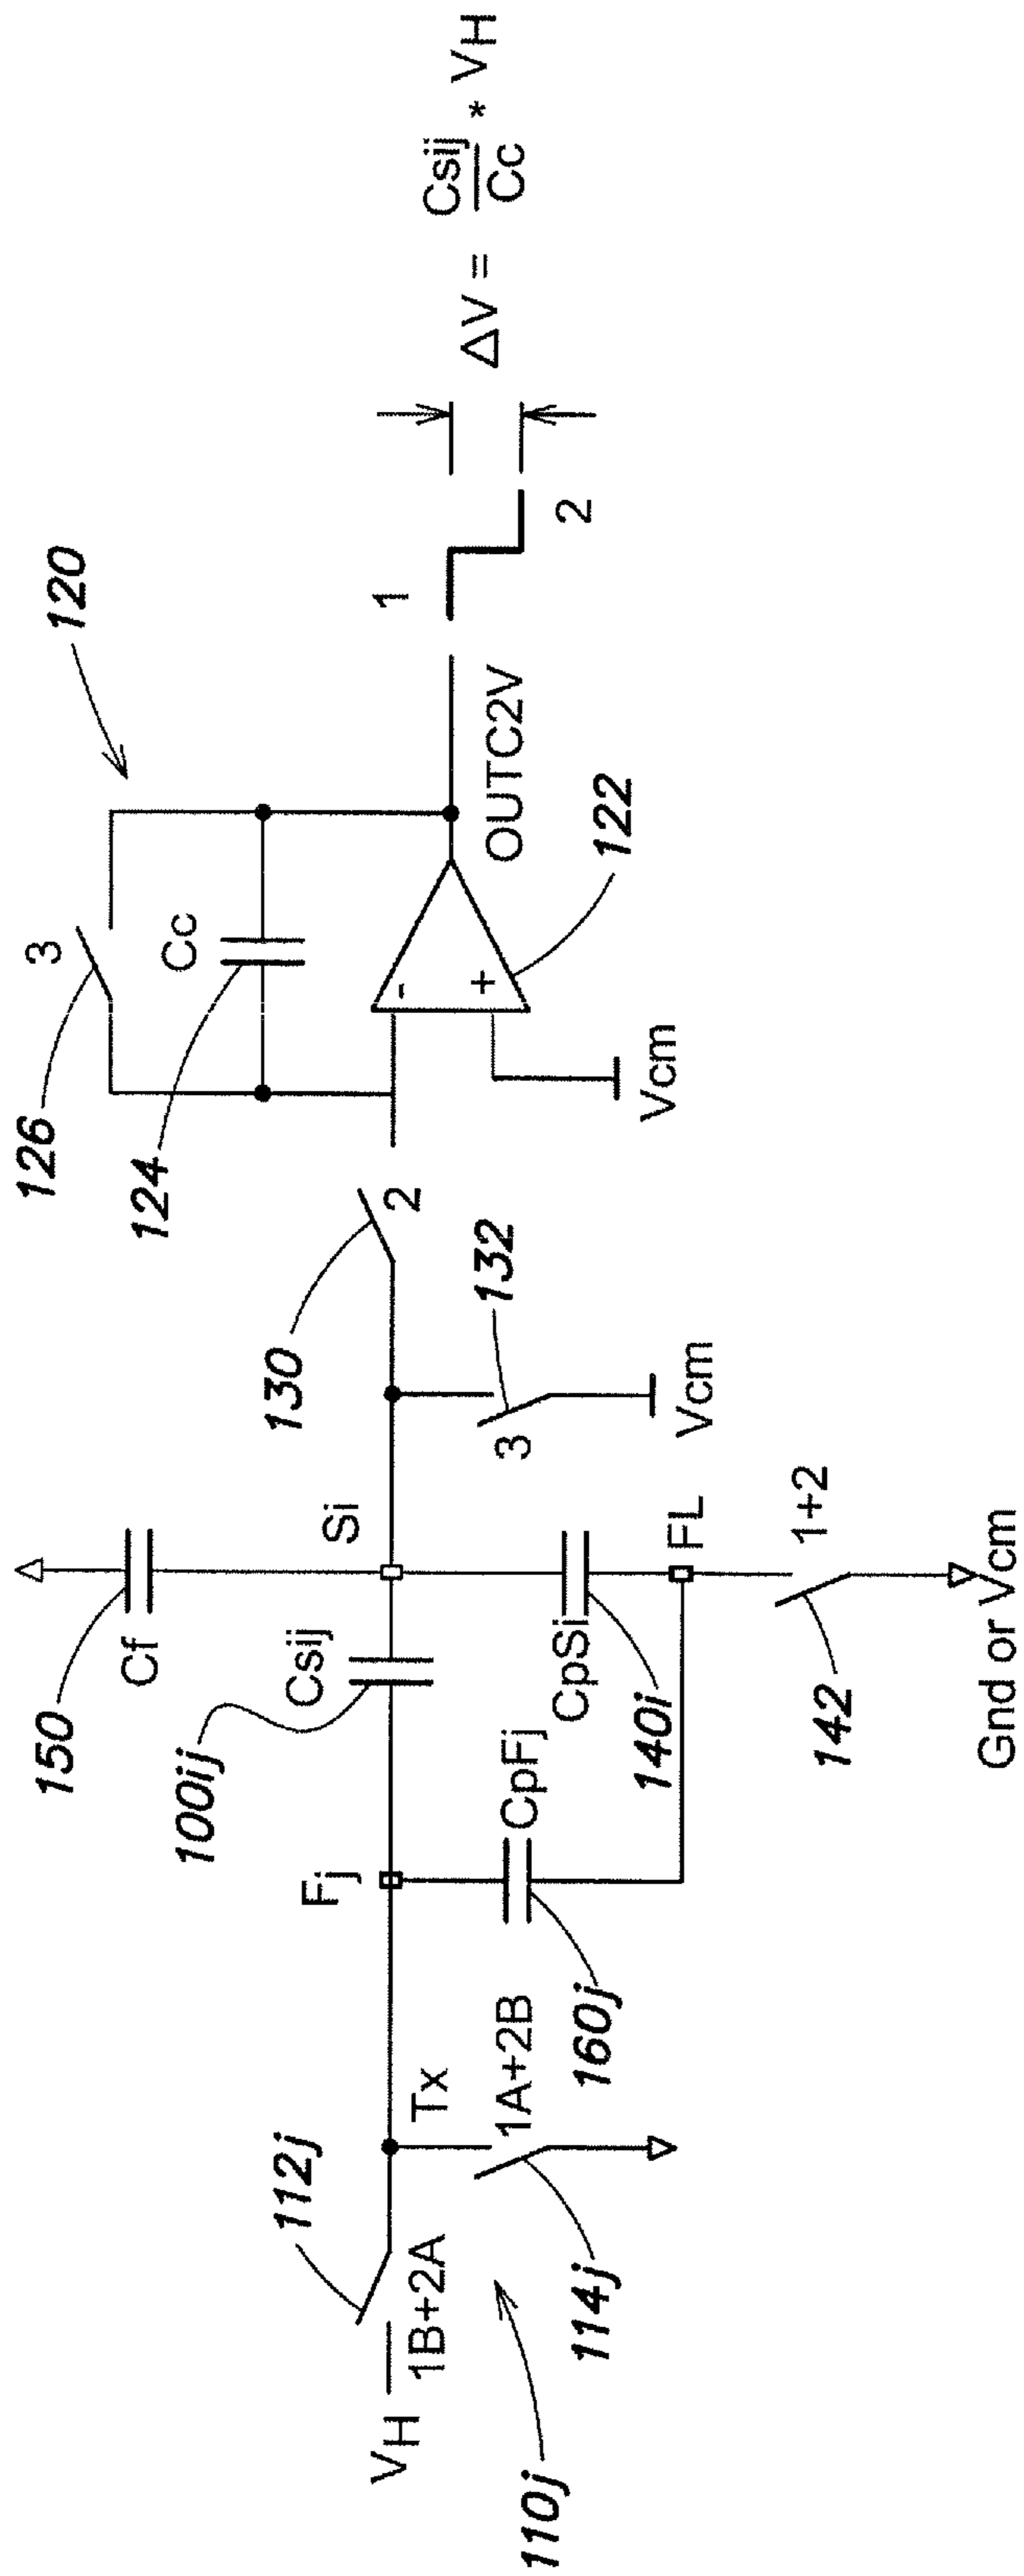 120
126
3
124
Cc
122
-
+
Vcm
OUTC2V
1
2
ΔV = Csij/Cc * VH
130
2
132
3
Vcm
150
Cf
Si
100ij
Csij
CpSi
140i
FL
1+2
142
Gnd or Vcm
Fj
CpFj
160j
112j
Tx
1A+2B
114j
VH
1B+2A
110j